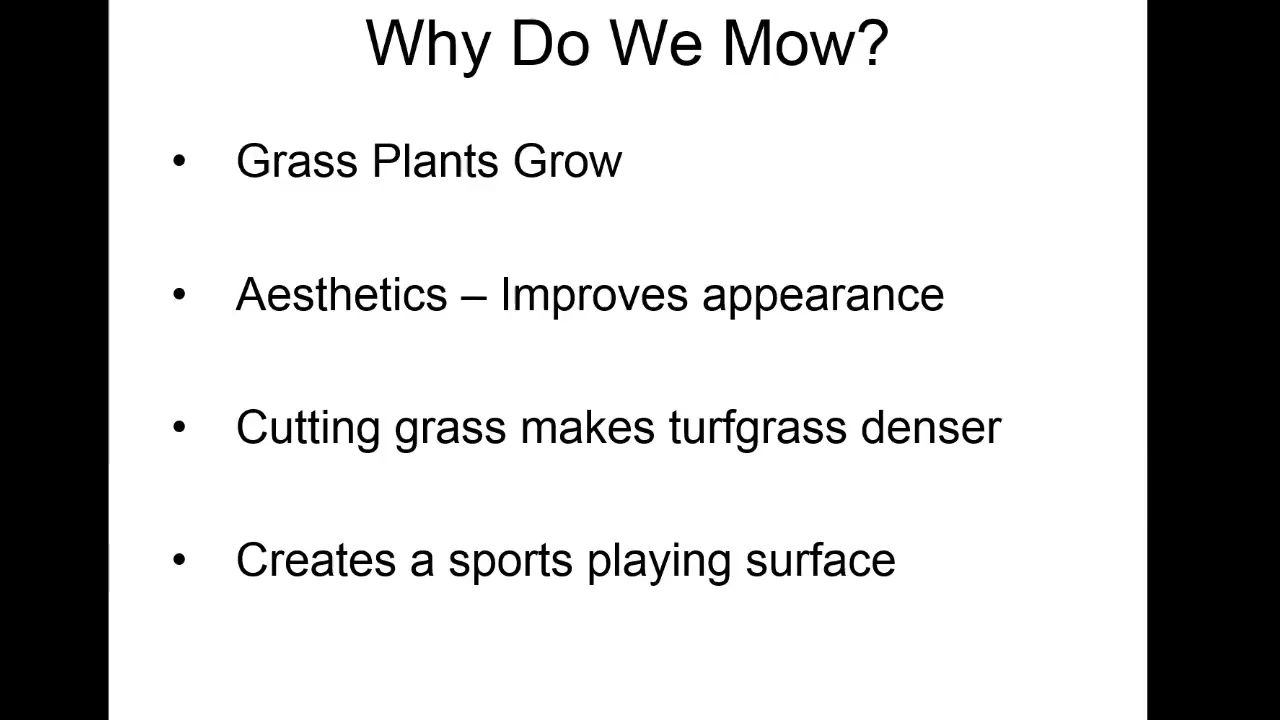 Why Do We Mow?
• Grass Plants Grow
• Aesthetics – Improves appearance
• Cutting grass makes turfgrass denser
• Creates a sports playing surface